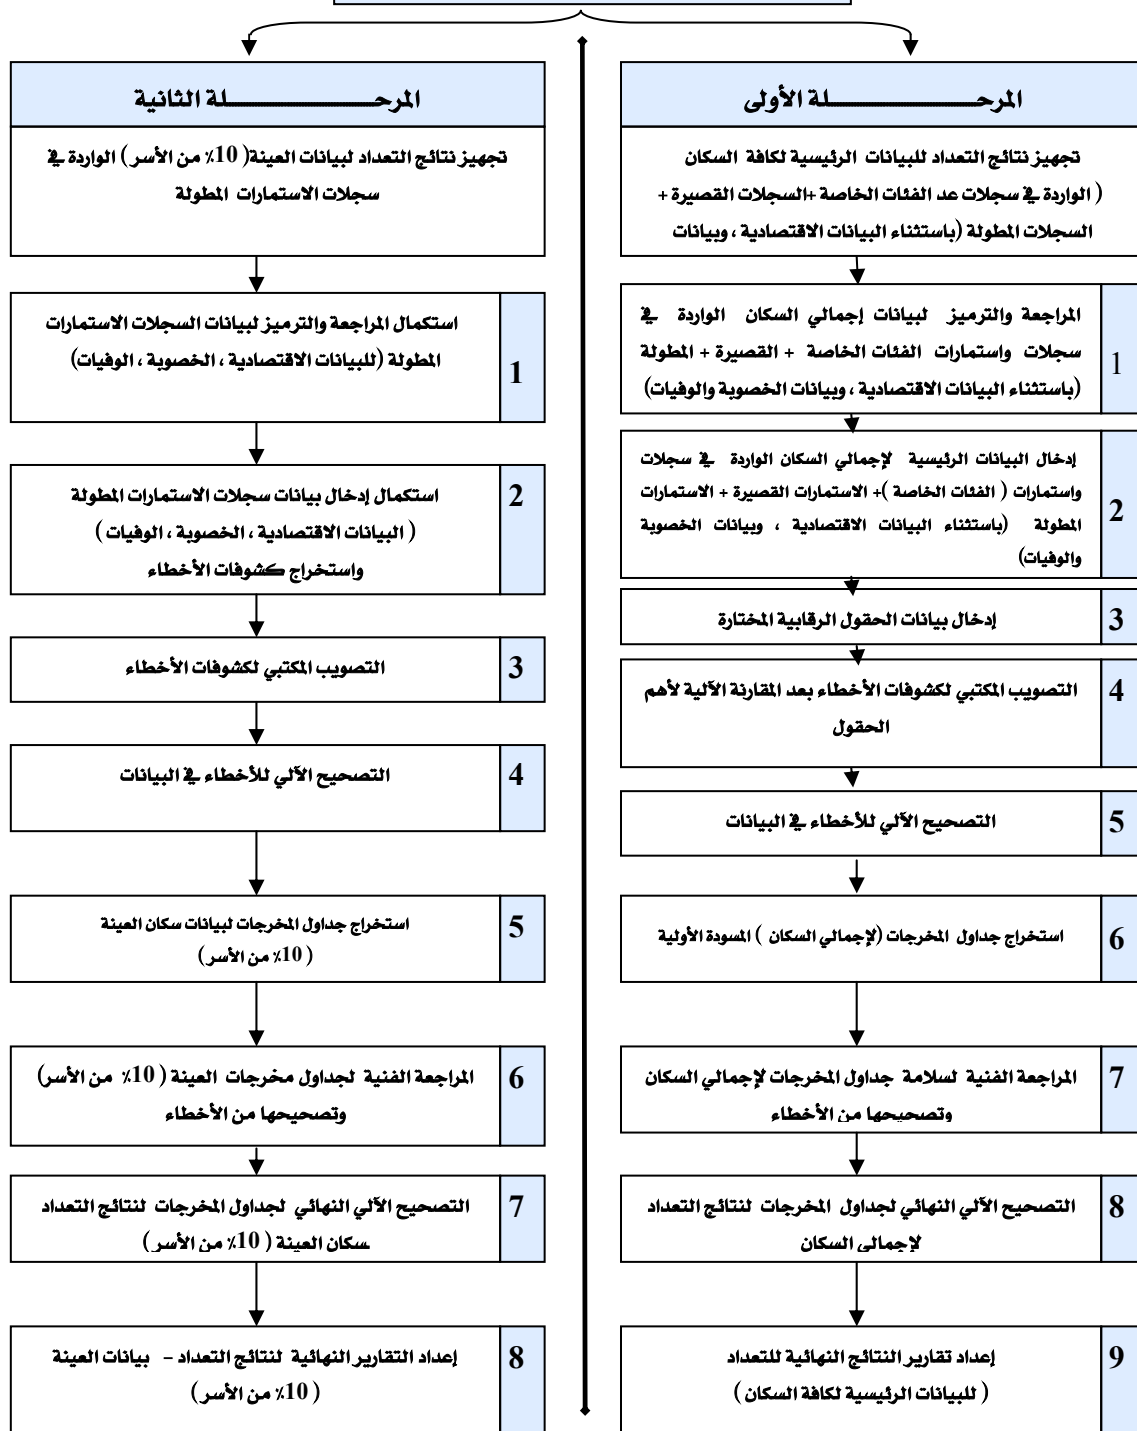 المرحـــــــــــــــلة الأولى
تجهيز نتائج التعداد للبيانات الرئيسية لكافة السكان
( الواردة في سجلات عد الفئات الخاصة +السجلات القصيرة +
السجلات المطولة (باستثناء البيانات الاقتصادية ، وبيانات
1
المراجعة والترميز لبيانات إجمالي السكان الواردة في
سجلات واستمارات الفئات الخاصة + القصيرة + المطولة
(باستثناء البيانات الاقتصادية ، وبيانات الخصوبة والوفيات)
2
إدخال البيانات الرئيسية لإجمالي السكان الواردة في سجلات
واستمارات ( الفئات الخاصة )+ الاستمارات القصيرة + الاستمارات
المطولة (باستثناء البيانات الاقتصادية ، وبيانات الخصوبة
والوفيات)
3
إدخال بيانات الحقول الرقابية المختارة
4
التصويب المكتبي لكشوفات الأخطاء بعد المقارنة الآلية لأهم
الحقول
5
التصحيح الآلي للأخطاء في البيانات
6
استخراج جداول المخرجات (لإجمالي السكان ) المسودة الأولية
7
المراجعة الفنية لسلامة جداول المخرجات لإجمالي السكان
وتصحيحها من الأخطاء
8
التصحيح الآلي النهائي لجداول المخرجات لنتائج التعداد
لإجمالي السكان
9
إعداد تقارير النتائج النهائية للتعداد
( للبيانات الرئيسية لكافة السكان )
المرحـــــــــــــــلة الثانية
تجهيز نتائج التعداد لبيانات العينة( 10٪ من الأسر ) الواردة في
سجلات الاستمارات المطولة
1
استكمال المراجعة والترميز لبيانات السجلات الاستمارات
المطولة (للبيانات الاقتصادية ، الخصوبة ، الوفيات)
2
استكمال إدخال بيانات سجلات الاستمارات المطولة
( البيانات الاقتصادية ، الخصوبة ، الوفيات )
واستخراج كشوفات الأخطاء
3
التصويب المكتبي لكشوفات الأخطاء
4
التصحيح الآلي للأخطاء في البيانات
5
استخراج جداول المخرجات لبيانات سكان العينة
( 10٪ من الأسر )
6
المراجعة الفنية لجداول مخرجات العينة ( 10٪ من الأسر)
وتصحيحها من الأخطاء
7
التصحيح الآلي النهائي لجداول المخرجات لنتائج التعداد
سكان العينة ( 10٪ من الأسر )
8
إعداد التقارير النهائية لنتائج التعداد – بيانات العينة
( 10٪ من الأسر )